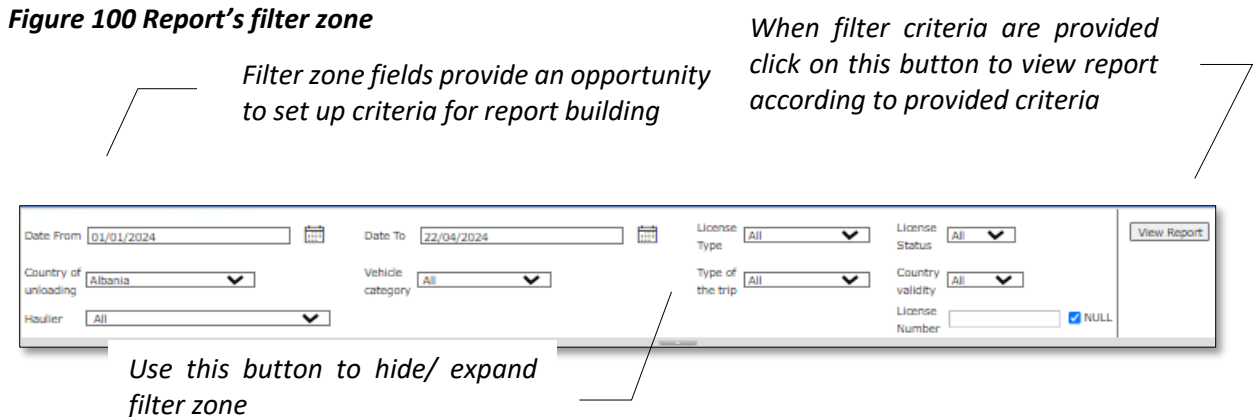 Figure 100 Report’s filter zone
When filter criteria are provided
click on this button to view report
according to provided criteria
Filter zone fields provide an opportunity
to set up criteria for report building
Date From 01/01/2024 Date To 22/04/2024 License Type All License Status All View Report
Country of unloading Albania Vehicle category All Type of the trip All Country validity All
Haulier All License Number NULL
Use this button to hide/ expand
filter zone